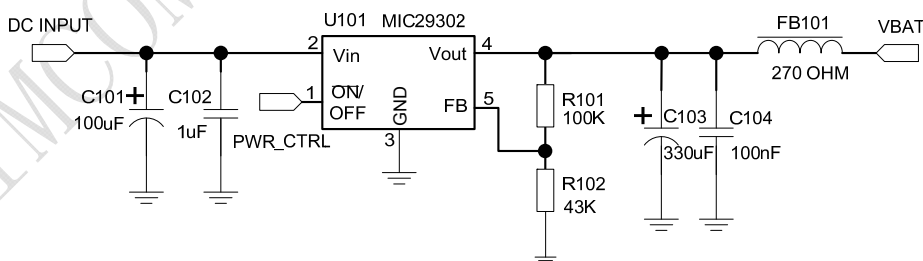 DC INPUT
U101 MIC29302
FB101
VBAT
2
Vin
Vout
4
270 OHM
C101
+
100uF
C102
1uF
PWR_CTRL
1
ON/
OFF
GND
3
FB
5
R101
100K
R102
43K
+
C103
330uF
C104
100nF